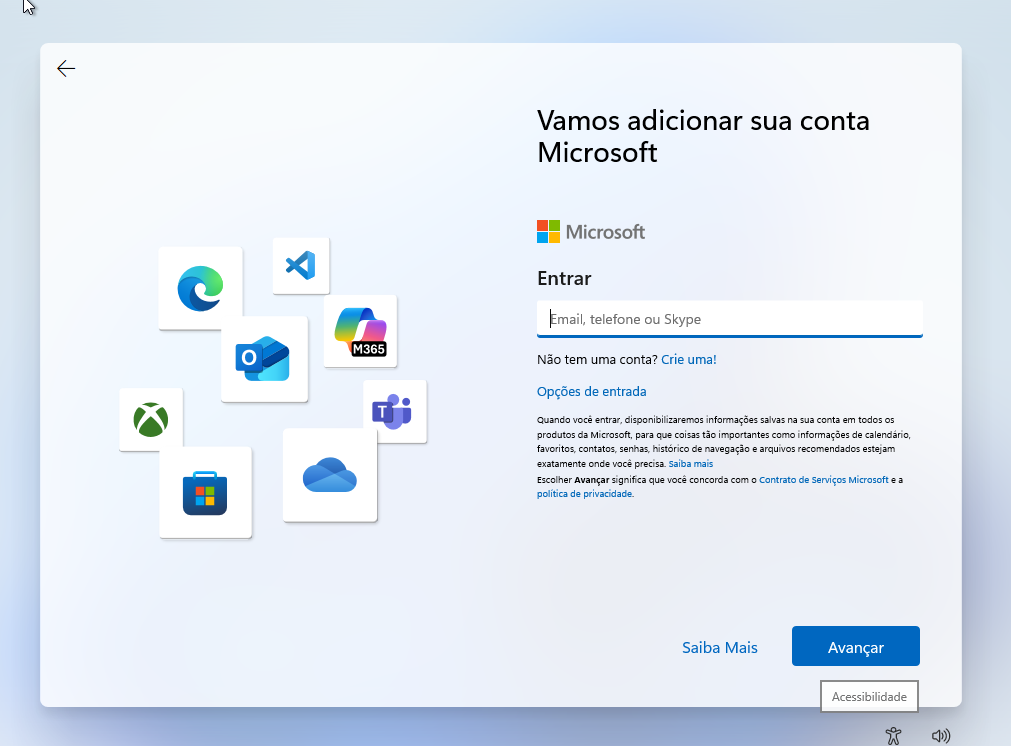 Vamos adicionar sua conta
Microsoft
Microsoft
Entrar
Email, telefone ou Skype
Não tem uma conta? Crie uma!
Opções de entrada
Quando você entrar, disponibilizaremos informações salvas na sua conta em todos os
produtos da Microsoft, para que coisas tão importantes como informações de calendário,
favoritos, contatos, senhas, histórico de navegação e arquivos recomendados estejam
exatamente onde você precisa. Saiba mais
Escolher Avançar significa que você concorda com o Contrato de Serviços Microsoft e a
política de privacidade.
M365
O
T
Saiba Mais
Avançar
Acessibilidade